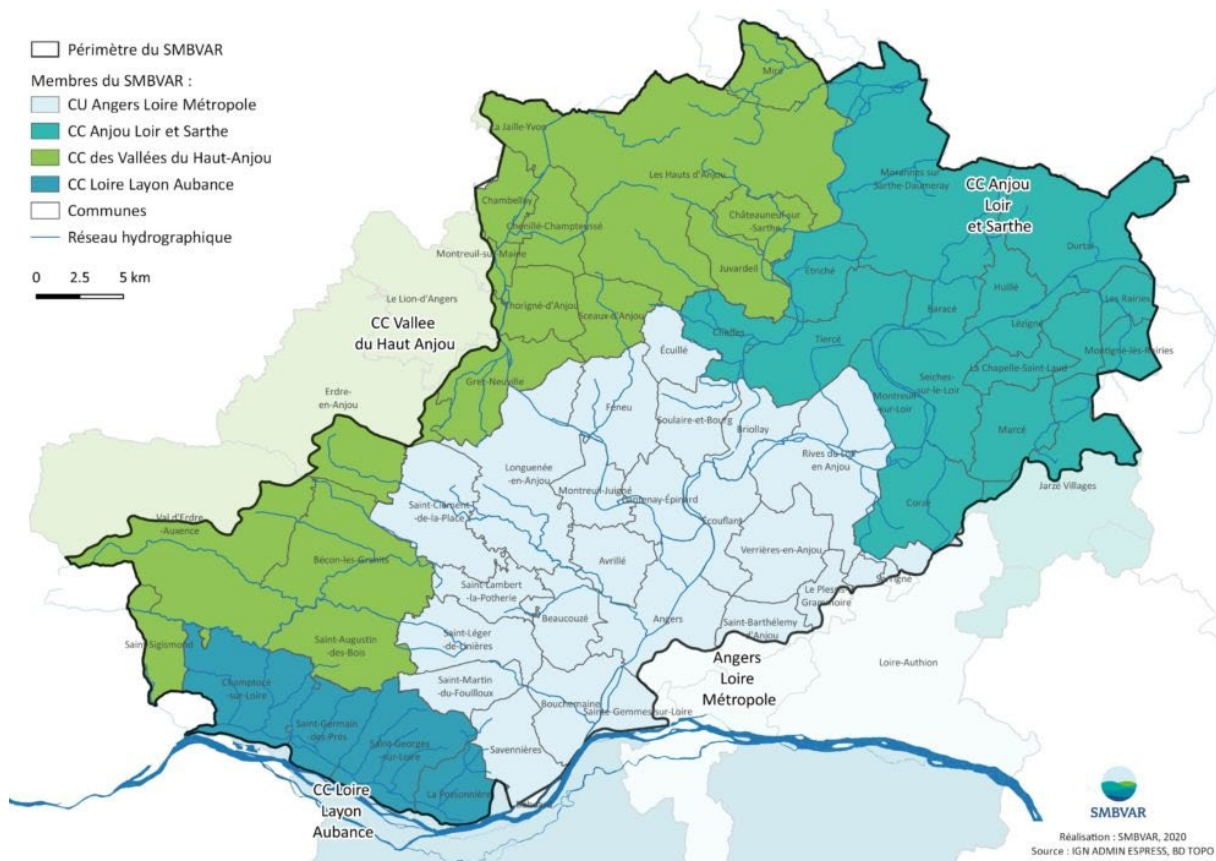 Périmètre du SMBVAR
Membres du SMBVAR :
CU Angers Loire Métropole
CC Anjou Loir et Sarthe
CC des Vallées du Haut-Anjou
CC Loire Layon Aubance
Communes
Réseau hydrographique
0 2.5 5 km
Miré
La Jaille-Yvon
Les Hauts d'Anjou
Morannes sur
Sarthe-Daumeray
CC Anjou
Loir
et Sarthe
Chambellay
Châteauneuf-sur
-Sarthe
Chenillé-Champteussé
Montreuil-sur-Maine
Juvardeil
Etriché
Durtal
Huillé
Les Rairies
Le Lion-d'Angers
Thorigné-d'Anjou
Sceaux-d'Anjou
Baracé
Lézigné
CC Vallee
du Haut Anjou
Cheffes
Tiercé
Montigné-lès-Rairies
Écuillé
La Chapelle-Saint-Laud
Grez-Neuville
Seiches-
sur-le-Loir
Erdre-
en-Anjou
Feneu
Montreuil
-sur-Loir
Soulaire-et-Bourg
Briollay
Marcé
Rives du Loir
en Anjou
Longuenée
-en-Anjou
Montreuil-Juigné
Cantenay-Épinard
Jarzé Villages
Saint-Clément
-de-la-Place
Corzé
Val d'Erdre
-Auxence
Écouflant
Verrières-en-Anjou
Bécon-les-Granits
Avrillé
Saint-Lambert
-la-Potherie
Sarrigné
Le Plessis
Grammoire
Beaucouzé
Angers
Saint-Barthélemy
d'Anjou
Saint-Sigismond
Saint-Augustin
-des-Bois
Saint-Léger
-de-Linières
Angers
Loire
Métropole
Loire-Authion
Champtocé
-sur-Loire
Saint-Martin
-du-Fouilloux
Bouchemaine
Sainte-Gemmes-sur-Loire
Saint-Germain
-des-Prés
Saint-Georges
-sur-Loire
Savennières
La Possonnière
CC Loire
Layon
Aubance
SMBVAR
Réalisation : SMBVAR, 2020
Source : IGN ADMIN ESPRESS, BD TOPO